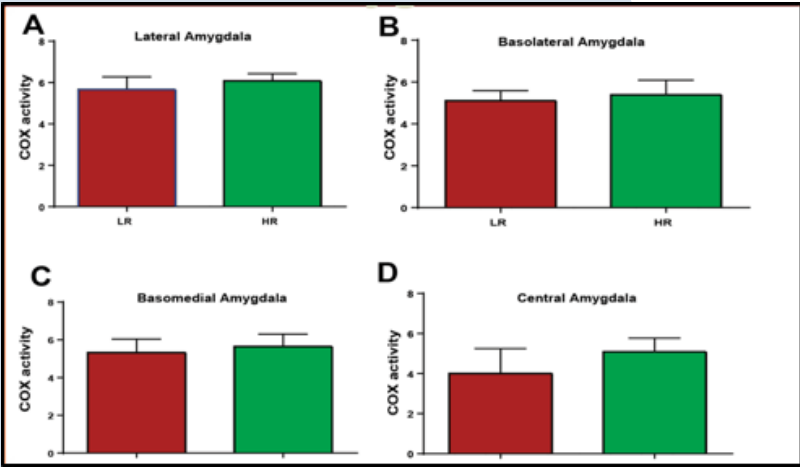 A
Lateral Amygdala
COX activity
8
6
4
2
0
LR
HR
B
Basolateral Amygdala
COX activity
8
6
4
2
0
LR
HR
C
Basomedial Amygdala
COX activity
8
6
4
2
0
D
Central Amygdala
COX activity
8
6
4
2
0